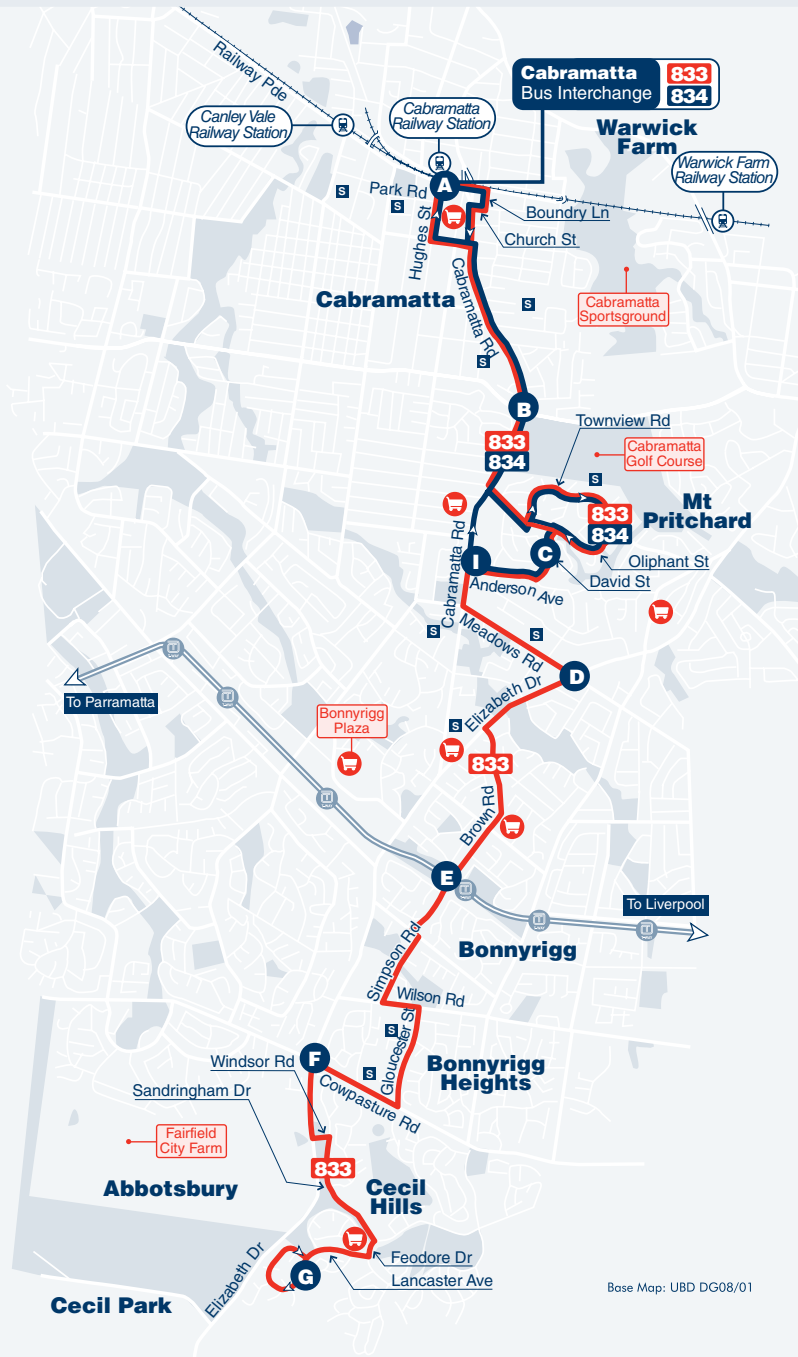 Railway Pde
Canley Vale
Railway Station
Cabramatta
Railway Station
Cabramatta
Bus Interchange
833
834
Warwick
Farm
Warwick Farm
Railway Station
S
S
Park Rd
A
Boundry Ln
Church St
Hughes St
Cabramatta
Cabramatta Rd
S
S
Cabramatta
Sportsground
B
Townview Rd
833
834
Cabramatta
Golf Course
S
Mt
Pritchard
833
834
Cabramatta Rd
I
C
Oliphant St
David St
Anderson Ave
S
Meadows Rd
S
D
To Parramatta
Elizabeth Dr
S
Bonnyrigg
Plaza
833
Brown Rd
E
To Liverpool
Simpson Rd
Bonnyrigg
Wilson Rd
S
Gloucester St
F
S
Windsor Rd
Cowpasture Rd
Bonnyrigg
Heights
Sandringham Dr
Fairfield
City Farm
833
Abbotsbury
Cecil
Hills
Elizabeth Dr
G
Feodore Dr
Lancaster Ave
Cecil Park
Base Map: UBD DG08/01